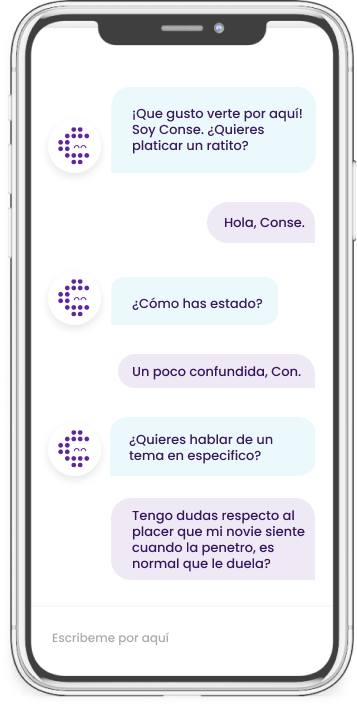 ¡Que gusto verte por aquí!
Soy Conse. ¿Quieres
platicar un ratito?
Hola, Conse.
¿Cómo has estado?
Un poco confundida, Con.
¿Quieres hablar de un
tema en especifico?
Tengo dudas respecto al
placer que mi novie siente
cuando la penetro, es
normal que le duela?
Escribeme por aquí